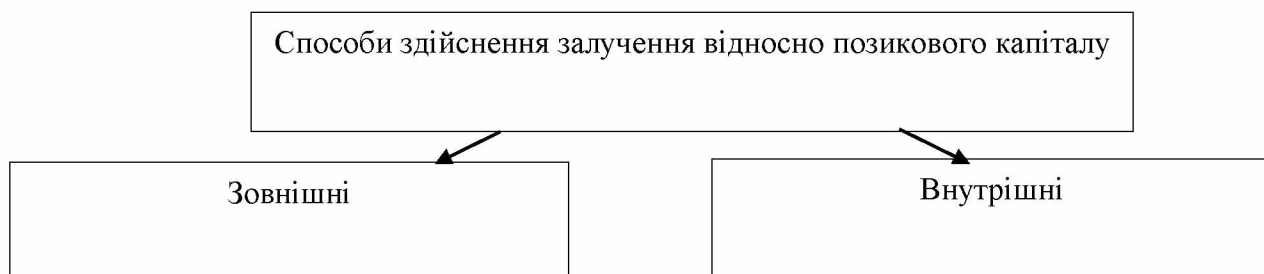 Способи здійснення залучення відносно позикового капіталу
Зовнішні
Внутрішні